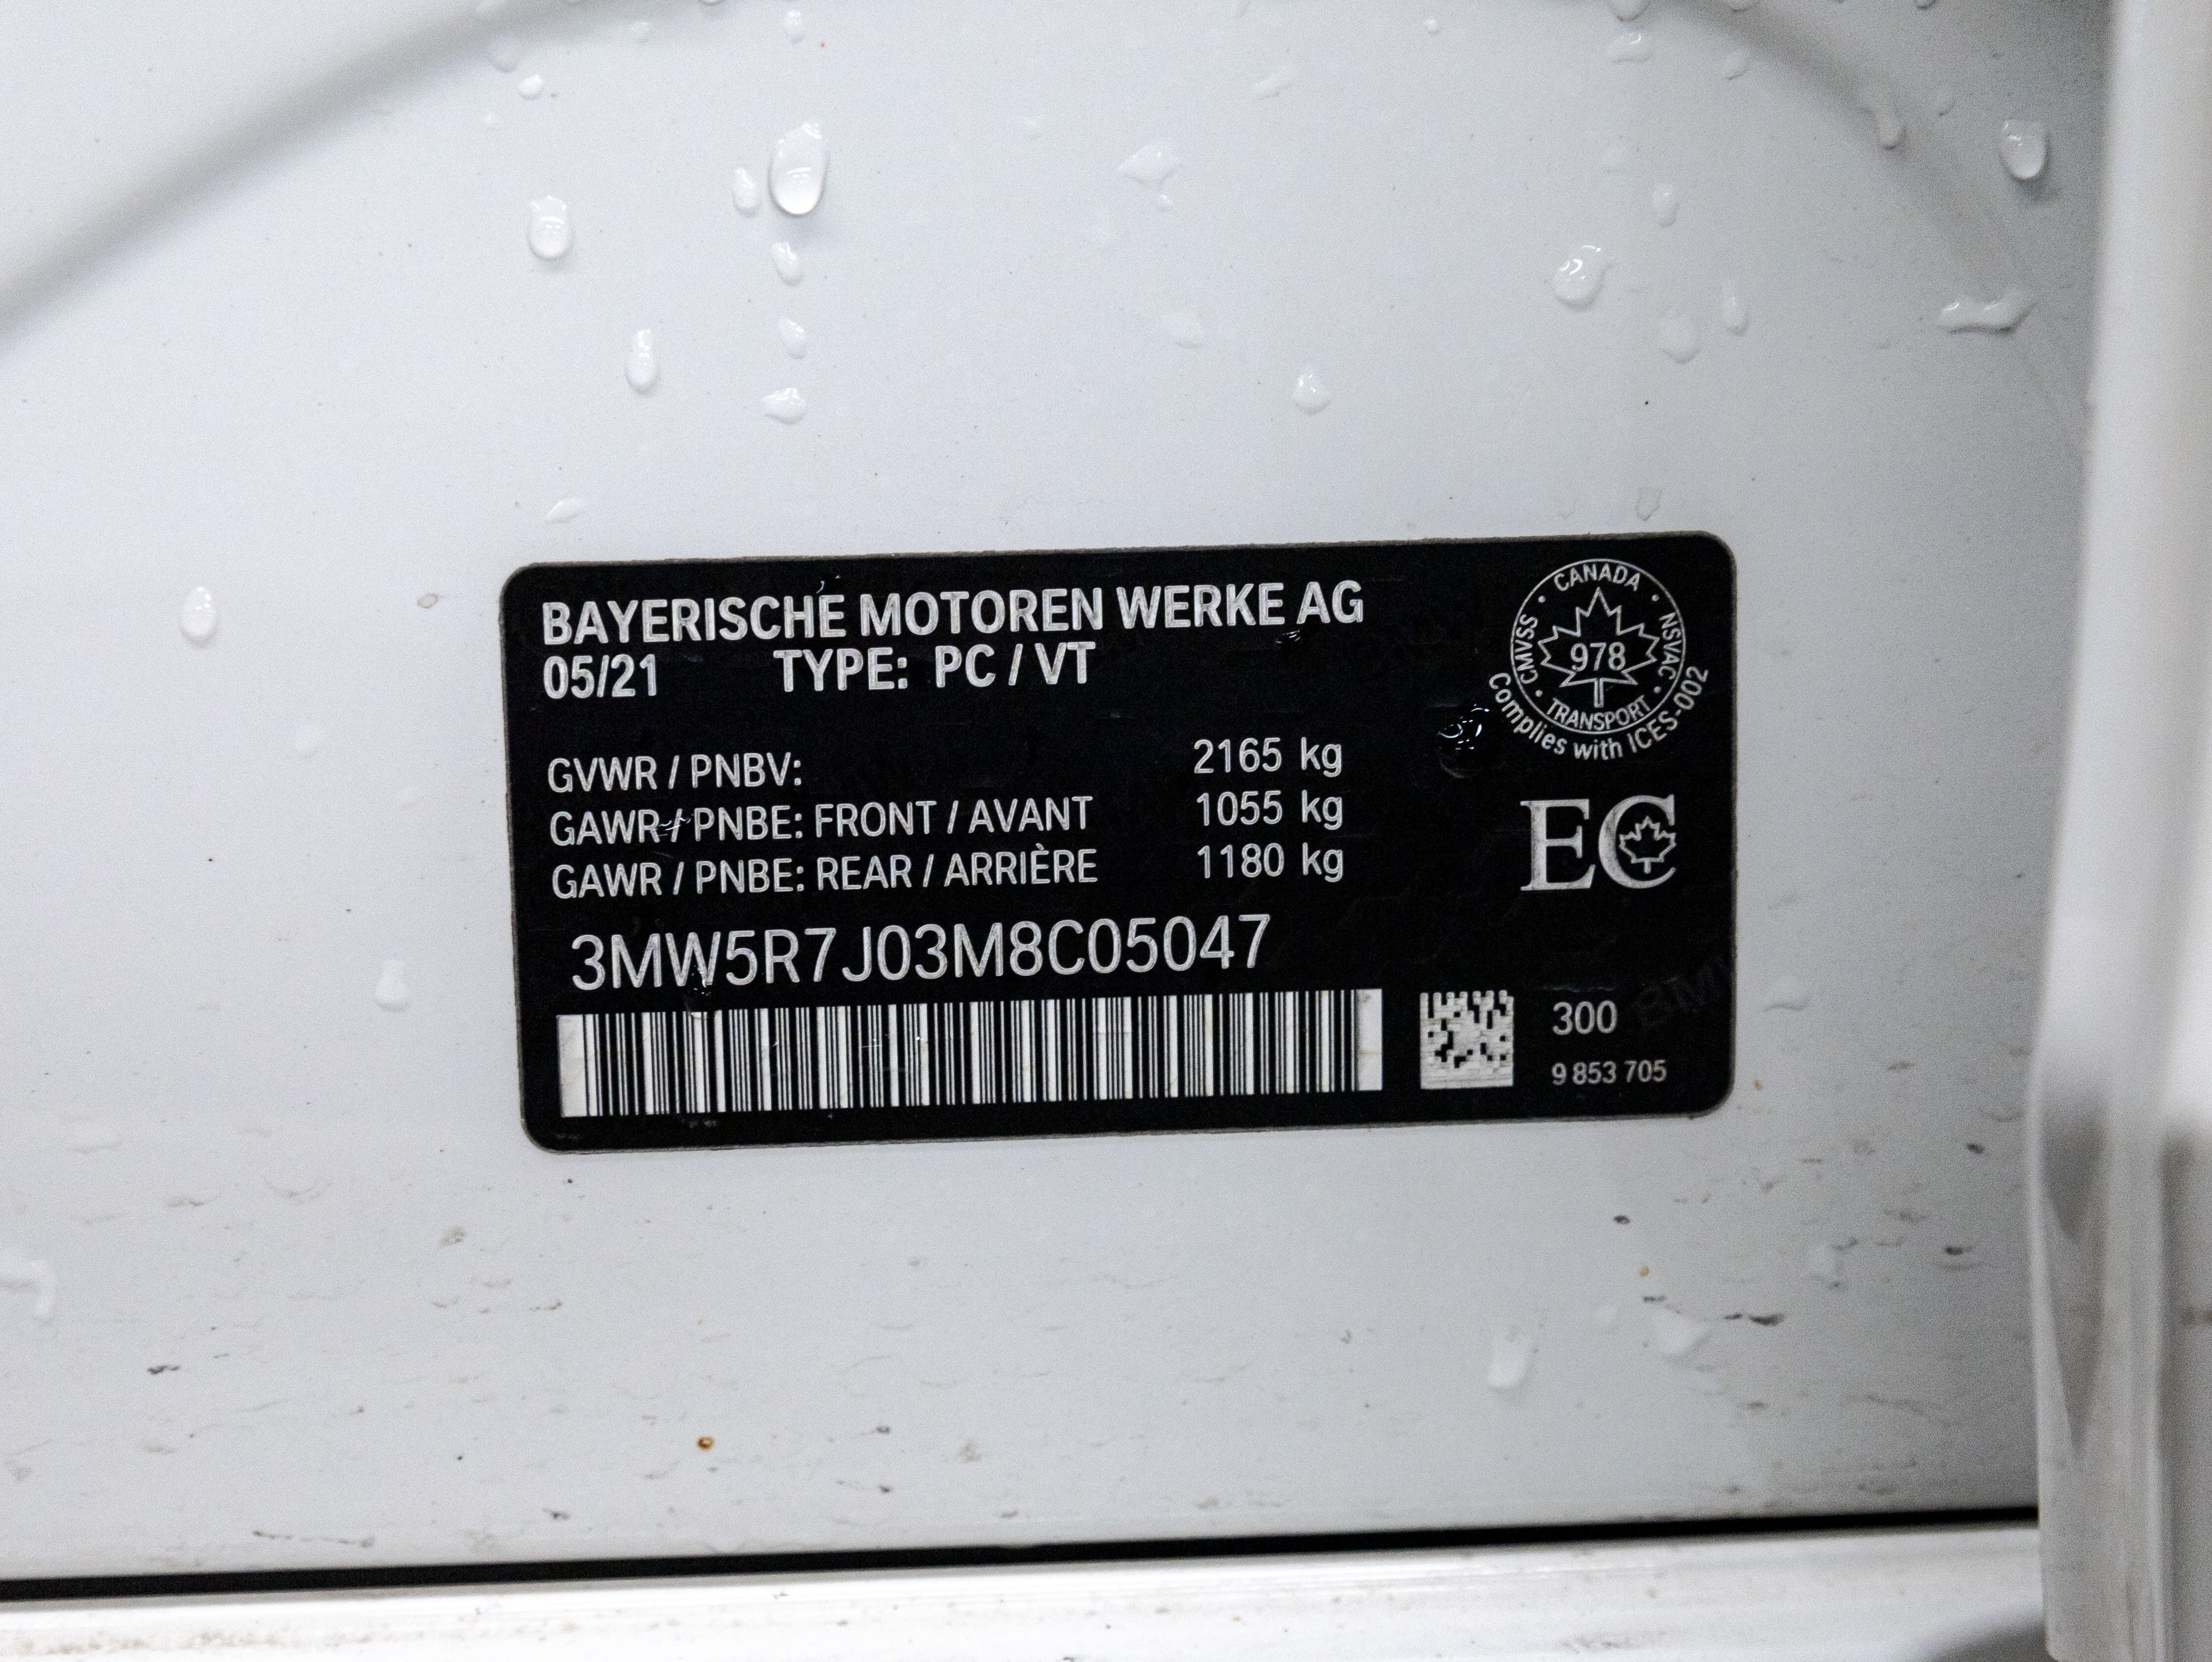 BAYERISCHE MOTOREN WERKE AG
05/21 TYPE: PC / VT
CANADA • NSVAC • TRANSPORT • CMVSS •
978
Complies with ICES-002
GVWR / PNBV: 2165 kg
GAWR / PNBE: FRONT / AVANT 1055 kg
GAWR / PNBE: REAR / ARRIÈRE 1180 kg
EC
3MW5R7J03M8C05047
300
BMW
9 853 705